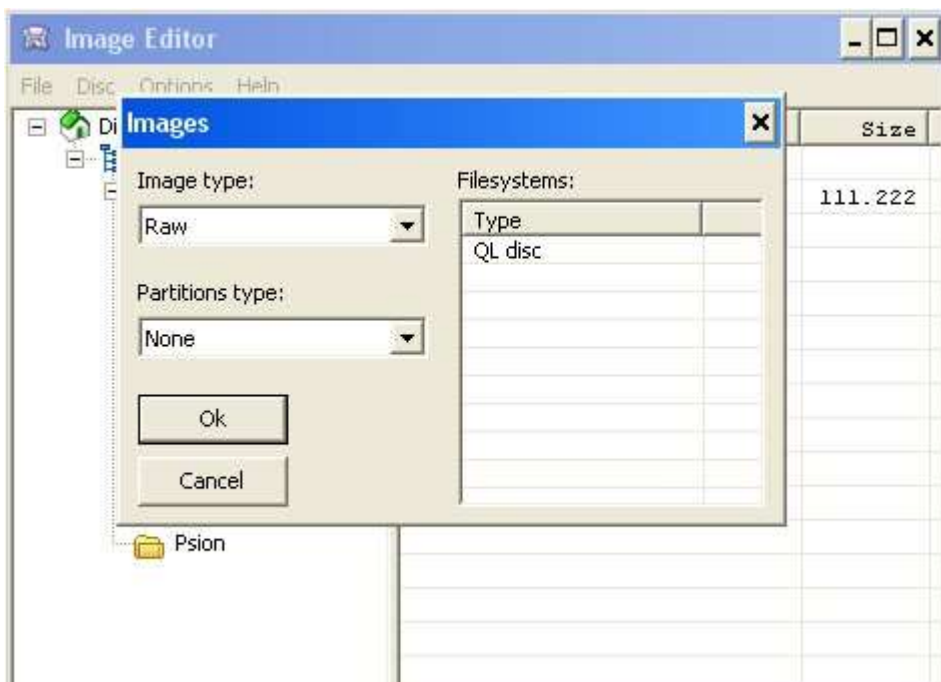 Image Editor
File Disc Options Help
Di
Images
Size
Image type:
Filesystems:
Raw
Type
111.222
QL disc
Partitions type:
None
Ok
Cancel
Psion